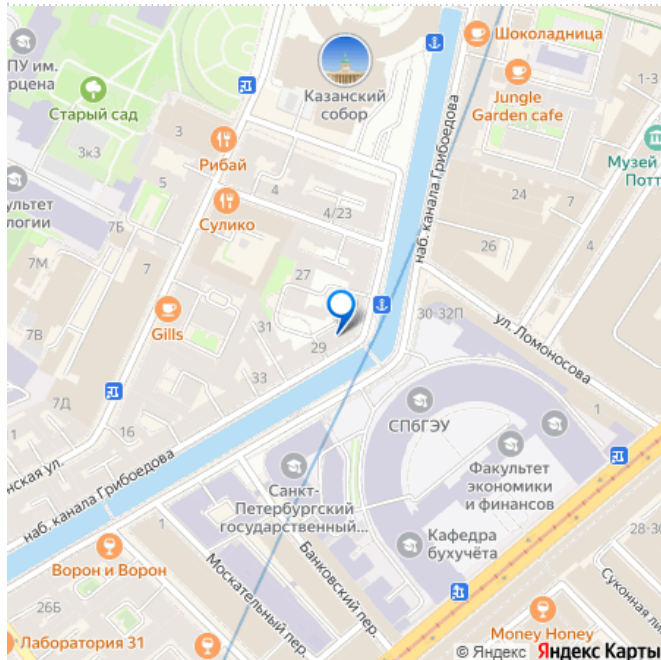 Шоколадница
ПУ им.
рцена
1-3
Казанский
собор
Jungle
Garden cafe
Старый сад
наб. канала Грибоедова
3
Музей
Потт
3к3
Рибай
5
4
24
ультет
логии
Сулико
4/23
7Б
26
4
7М
7
27
30-32П
ул. Ломоносова
31
Gills
7В
29
33
СПбГЭУ
7Д
1
1
16
нская ул.
Факультет
экономики
и финансов
Санкт-
Петербургский
государственный...
наб. канала Грибоедова
Кафедра
бухучёта
28-30
Ворон и Ворон
1
Москательный пер.
Банковский пер.
Суконная ли
26Б
Лаборатория 31
Money Honey
© Яндекс Яндекс Карты